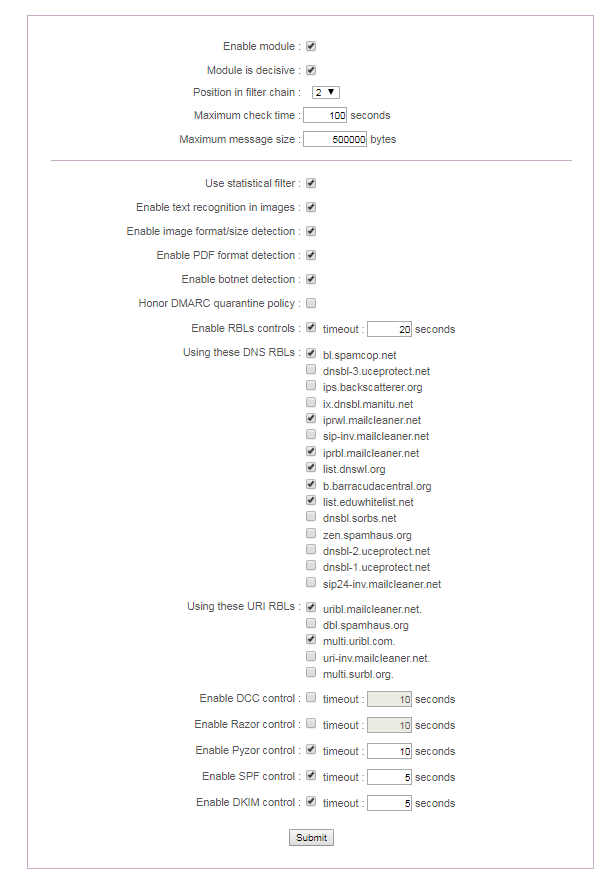 Enable module :
Module is decisive :
Position in filter chain : 2
Maximum check time : 100 seconds
Maximum message size : 500000 bytes
Use statistical filter :
Enable text recognition in images :
Enable image format/size detection :
Enable PDF format detection :
Enable botnet detection :
Honor DMARC quarantine policy :
Enable RBLs controls : timeout : 20 seconds
Using these DNS RBLs : bl.spamcop.net
dnsbl-3.uceprotect.net
ips.backscatterer.org
ix.dnsbl.manitu.net
iprwl.mailcleaner.net
sip-inv.mailcleaner.net
iprbl.mailcleaner.net
list.dnswl.org
b.barracudacentral.org
list.eduwhitelist.net
dnsbl.sorbs.net
zen.spamhaus.org
dnsbl-2.uceprotect.net
dnsbl-1.uceprotect.net
sip24-inv.mailcleaner.net
Using these URI RBLs : uribl.mailcleaner.net.
dbl.spamhaus.org
multi.uribl.com.
uri-inv.mailcleaner.net.
multi.surbl.org.
Enable DCC control : timeout : 10 seconds
Enable Razor control : timeout : 10 seconds
Enable Pyzor control : timeout : 10 seconds
Enable SPF control : timeout : 5 seconds
Enable DKIM control : timeout : 5 seconds
Submit